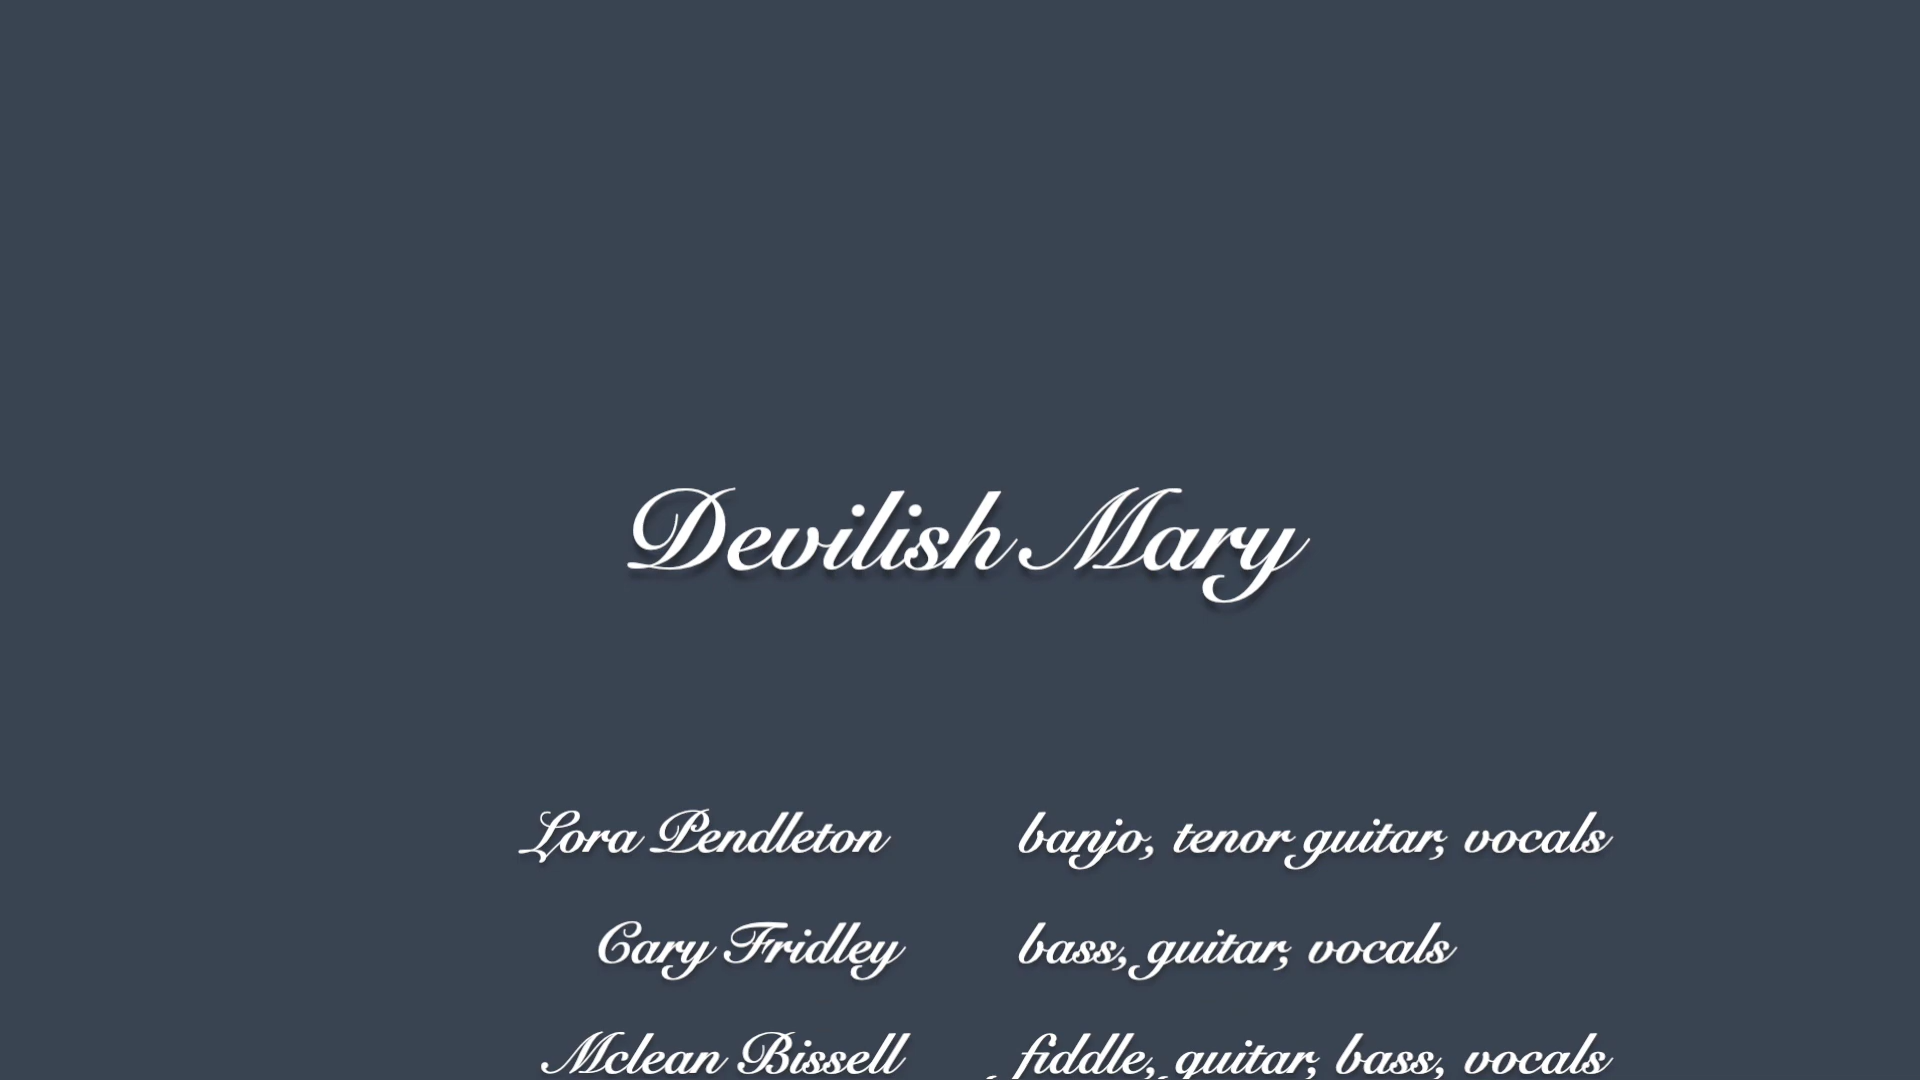 Devilish Mary
Lora Pendleton banjo, tenor guitar, vocals
Cary Fridley bass, guitar, vocals
Mclean Bissell fiddle, guitar, bass, vocals